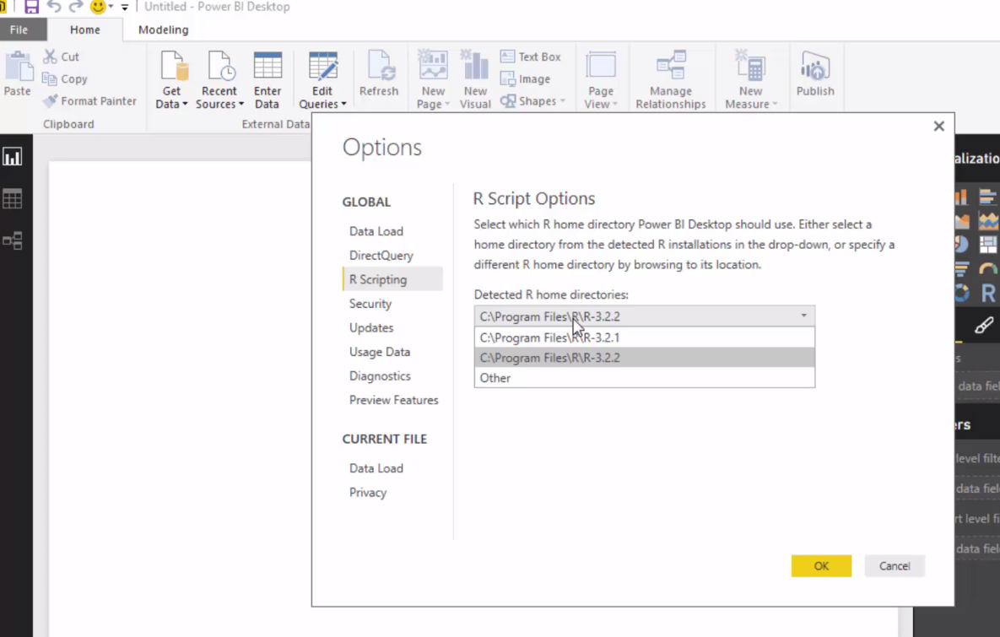 Untitled - Power BI Desktop
File
Home
Modeling
Paste
Cut
Copy
Format Painter
Clipboard
Get
Data
Recent
Sources
Enter
Data
Edit
Queries
External Data
Refresh
New
Page
New
Visual
Text Box
Image
Shapes
Page
View
Manage
Relationships
New
Measure
Publish
Options
GLOBAL
Data Load
DirectQuery
R Scripting
Security
Updates
Usage Data
Diagnostics
Preview Features
CURRENT FILE
Data Load
Privacy
R Script Options
Select which R home directory Power BI Desktop should use. Either select a
home directory from the detected R installations in the drop-down, or specify a
different R home directory by browsing to its location.
Detected R home directories:
C:\Program Files\R\R-3.2.2
C:\Program Files\R\R-3.2.1
C:\Program Files\R\R-3.2.2
Other
OK
Cancel
alizatio
R
s
data fiel
ers
level filte
data fiel
rt level fi
data fiel